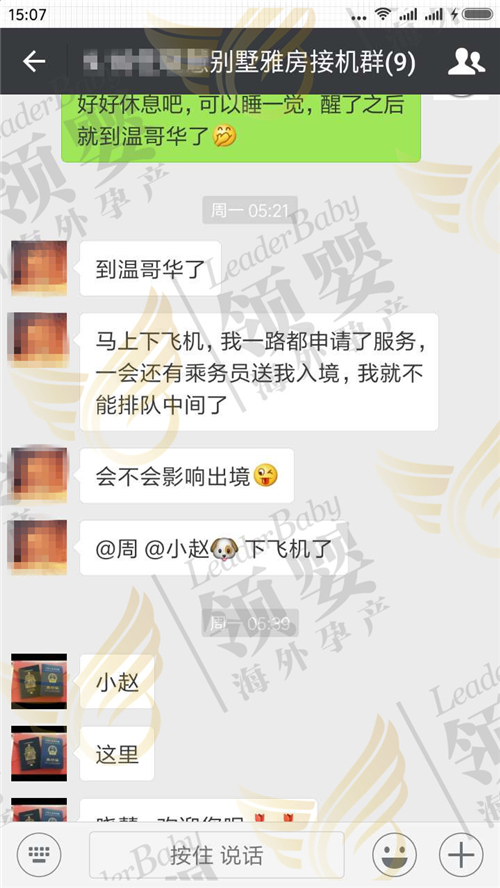 15:07
别墅雅房接机群(9)
好好休息吧，可以睡一觉，醒了之后
就到温哥华了
周一 05:21
到温哥华了
马上下飞机，我一路都申请了服务，
一会还有乘务员送我入境，我就不
能排队中间了
会不会影响出境
@周 @小赵 下飞机了
周一 05:39
小赵
这里
按住 说话
LeaderBaby
领婴
海外孕产